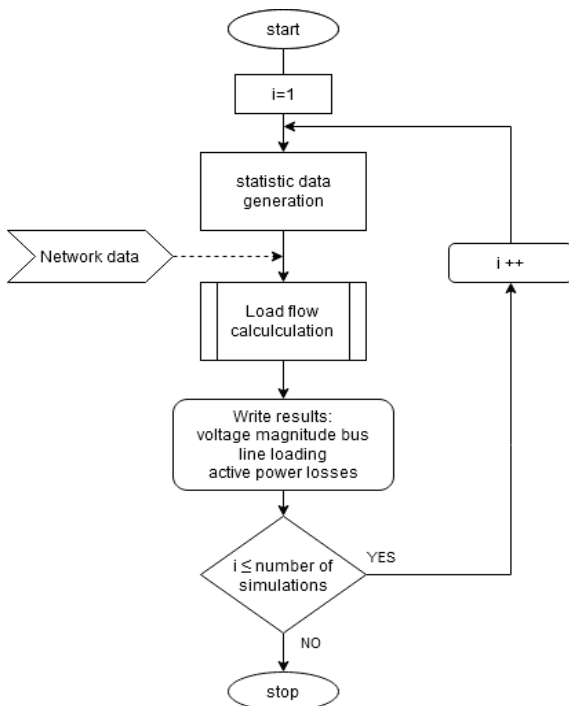 start
i=1
statistic data
generation
Network data
i ++
Load flow
calculculation
Write results:
voltage magnitude bus
line loading
active power losses
i ≤ number of
simulations
YES
NO
stop